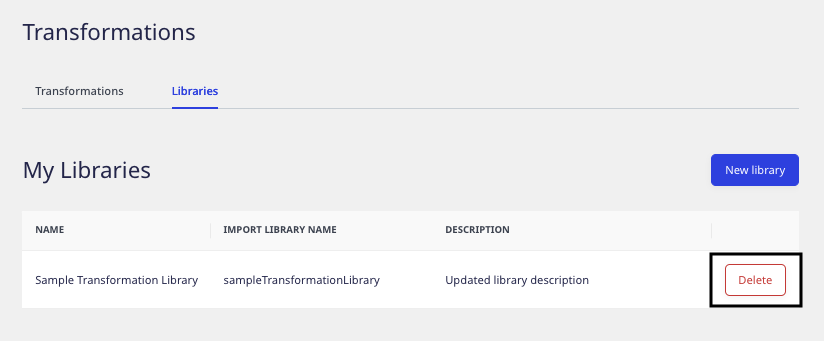 Transformations
Transformations Libraries
My Libraries New library
NAME IMPORT LIBRARY NAME DESCRIPTION
Sample Transformation Library sampleTransformationLibrary Updated library description Delete